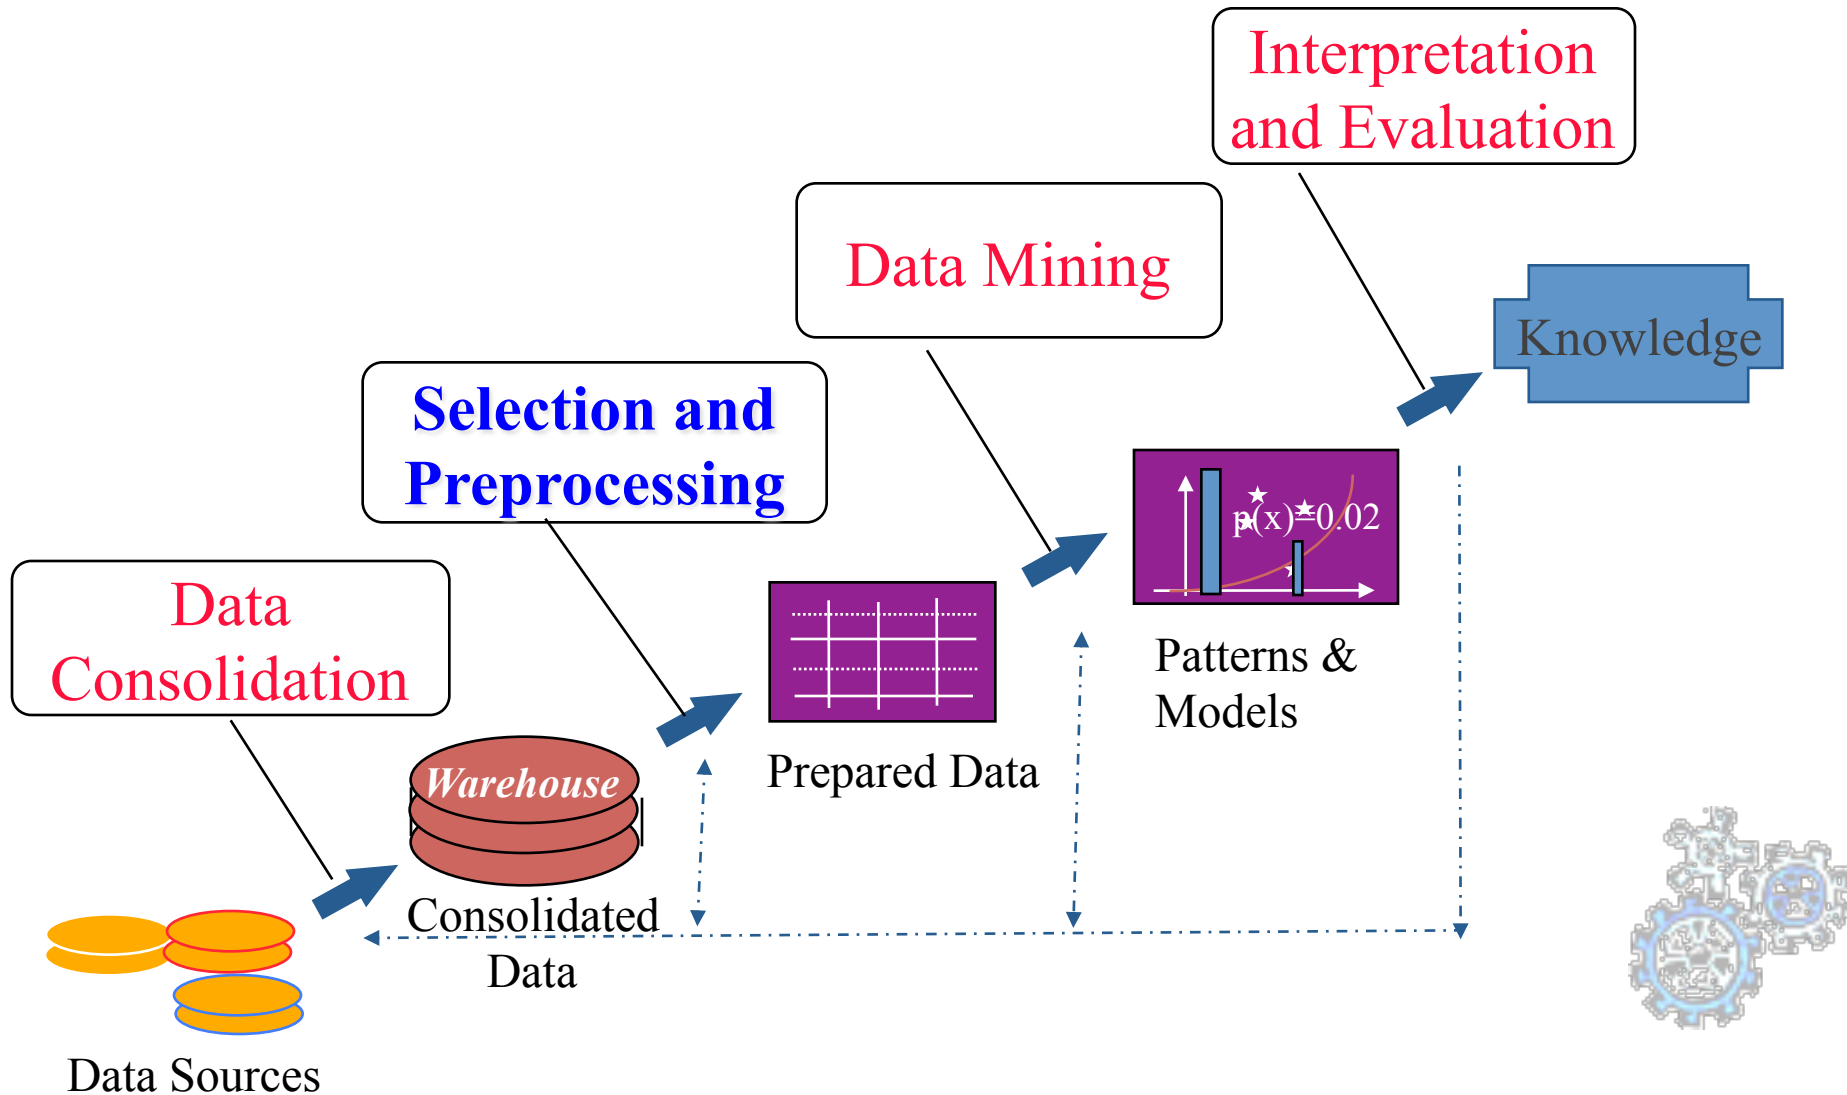 Interpretation
and Evaluation
Data Mining
Knowledge
Selection and
Preprocessing
p(x)=0.02
Data
Consolidation
Patterns &
Models
Warehouse
Prepared Data
Consolidated
Data
Data Sources